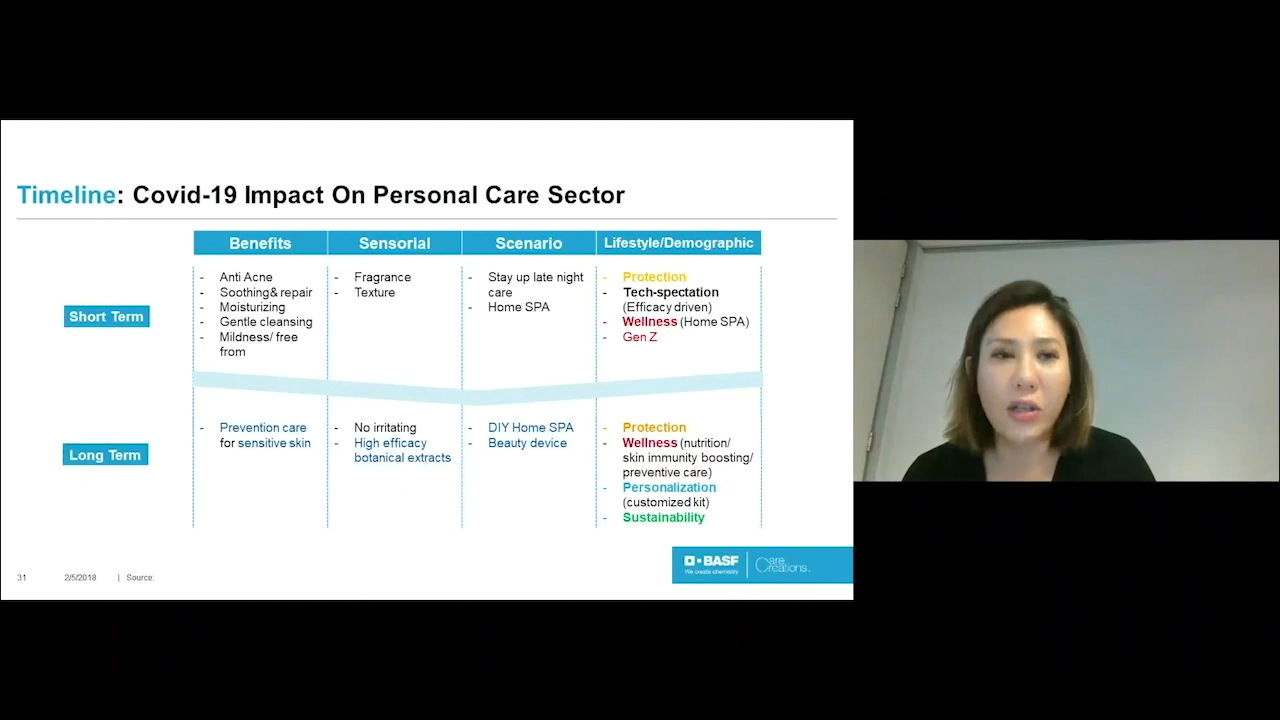 Timeline: Covid-19 Impact On Personal Care Sector
Benefits
Sensorial
Scenario
Lifestyle/Demographic
Short Term
- Anti Acne
- Soothing& repair
- Moisturizing
- Gentle cleansing
- Mildness/ free
from
- Fragrance
- Texture
- Stay up late night
care
- Home SPA
- Protection
- Tech-spectation
(Efficacy driven)
- Wellness (Home SPA)
- Gen Z
Long Term
- Prevention care
for sensitive skin
- No irritating
- High efficacy
botanical extracts
- DIY Home SPA
- Beauty device
- Protection
- Wellness (nutrition/
skin immunity boosting/
preventive care)
- Personalization
(customized kit)
- Sustainability
31 2/5/2018 | Source:
BASF
We create chemistry
Care
Creations™